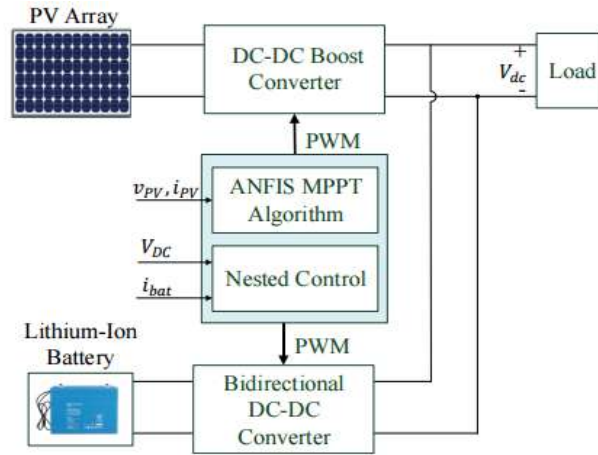 PV Array
DC-DC Boost
Converter
+
V_dc
-
Load
PWM
v_PV, i_PV
ANFIS MPPT
Algorithm
V_DC
Nested Control
i_bat
PWM
Lithium-Ion
Battery
Bidirectional
DC-DC
Converter